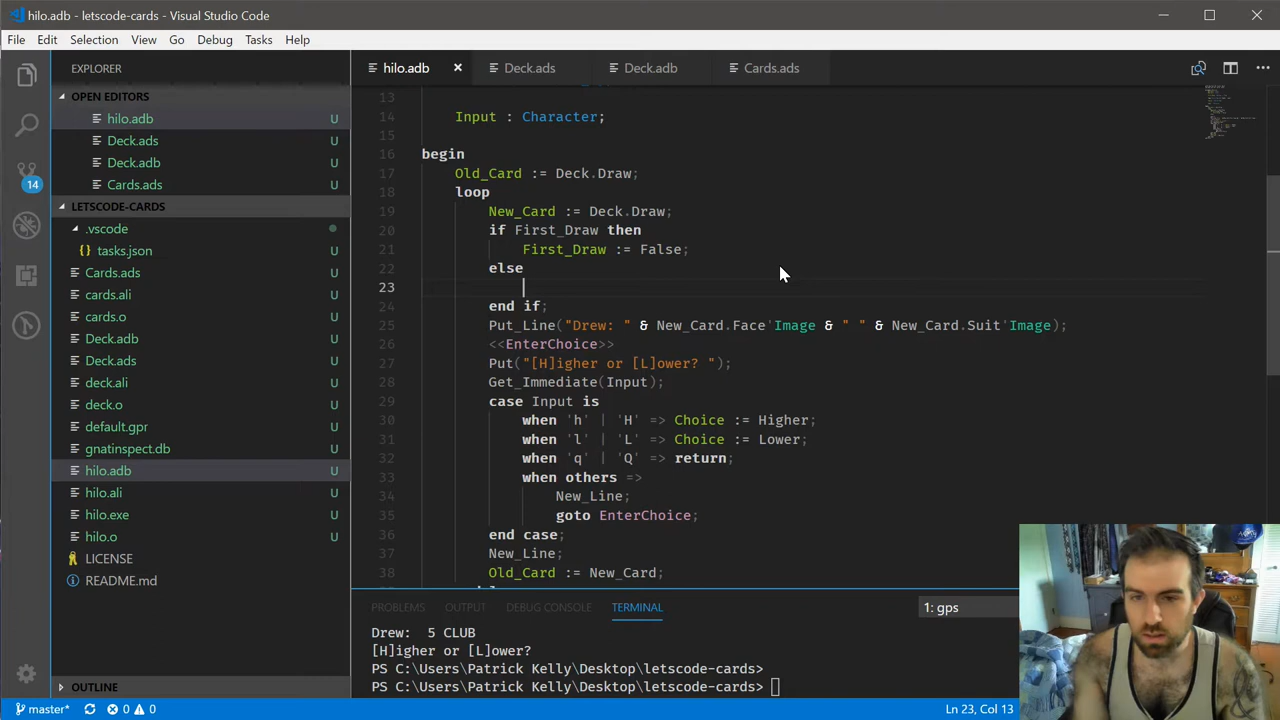 hilo.adb - letscode-cards - Visual Studio Code
File Edit Selection View Go Debug Tasks Help
EXPLORER
OPEN EDITORS
hilo.adb U
Deck.ads U
Deck.adb U
Cards.ads U
LETSCODE-CARDS
.vscode
{} tasks.json U
Cards.ads U
cards.ali U
cards.o U
Deck.adb U
Deck.ads U
deck.ali U
deck.o U
default.gpr U
gnatinspect.db U
hilo.adb U
hilo.ali U
hilo.exe U
hilo.o U
LICENSE
README.md
OUTLINE
14
hilo.adb Deck.ads Deck.adb Cards.ads
13
14 Input : Character;
15
16 begin
17 Old_Card := Deck.Draw;
18 loop
19 New_Card := Deck.Draw;
20 if First_Draw then
21 First_Draw := False;
22 else
23
24 end if;
25 Put_Line("Drew: " & New_Card.Face'Image & " " & New_Card.Suit'Image);
26 <<EnterChoice>>
27 Put("[H]igher or [L]ower? ");
28 Get_Immediate(Input);
29 case Input is
30 when 'h' | 'H' => Choice := Higher;
31 when 'l' | 'L' => Choice := Lower;
32 when 'q' | 'Q' => return;
33 when others =>
34 New_Line;
35 goto EnterChoice;
36 end case;
37 New_Line;
38 Old_Card := New_Card;
PROBLEMS OUTPUT DEBUG CONSOLE TERMINAL 1: gps
Drew:  5 CLUB
[H]igher or [L]ower?
PS C:\Users\Patrick Kelly\Desktop\letscode-cards>
PS C:\Users\Patrick Kelly\Desktop\letscode-cards>
master* 0 0 Ln 23, Col 13